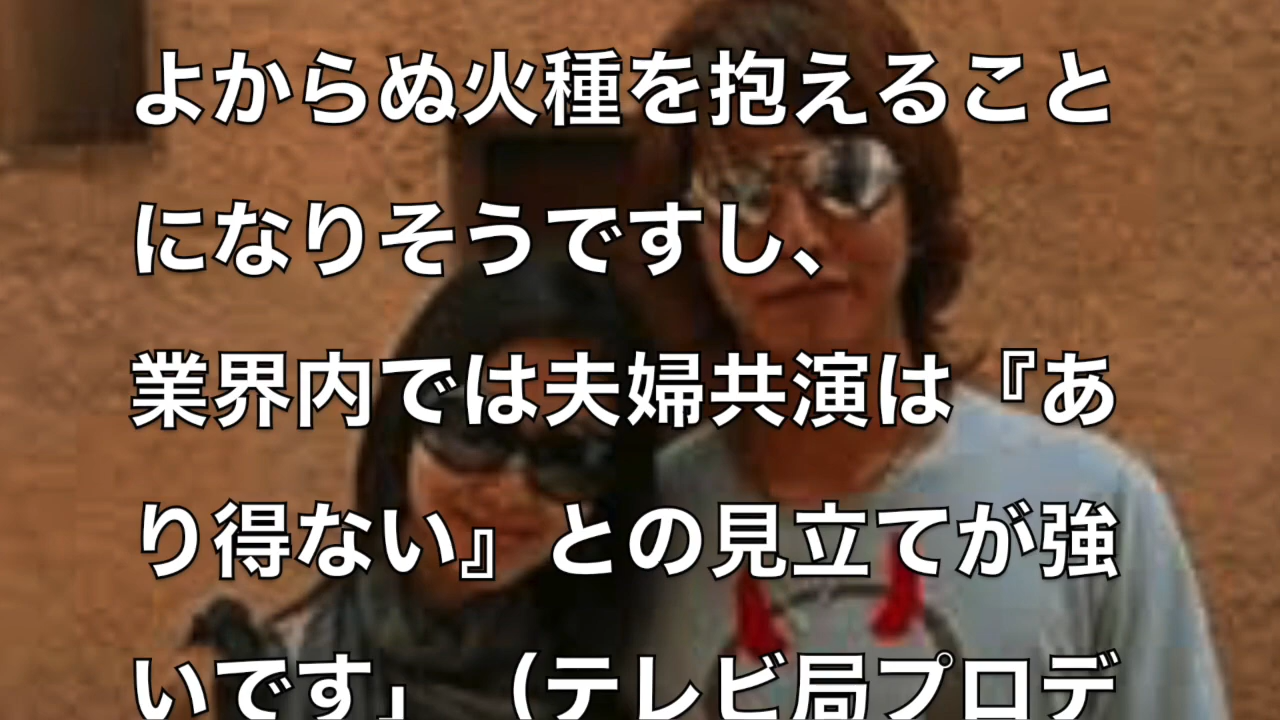 よからぬ火種を抱えること
になりそうですし、
業界内では夫婦共演は『あ
り得ない』との見立てが強
いです」（テレビ局プロデ